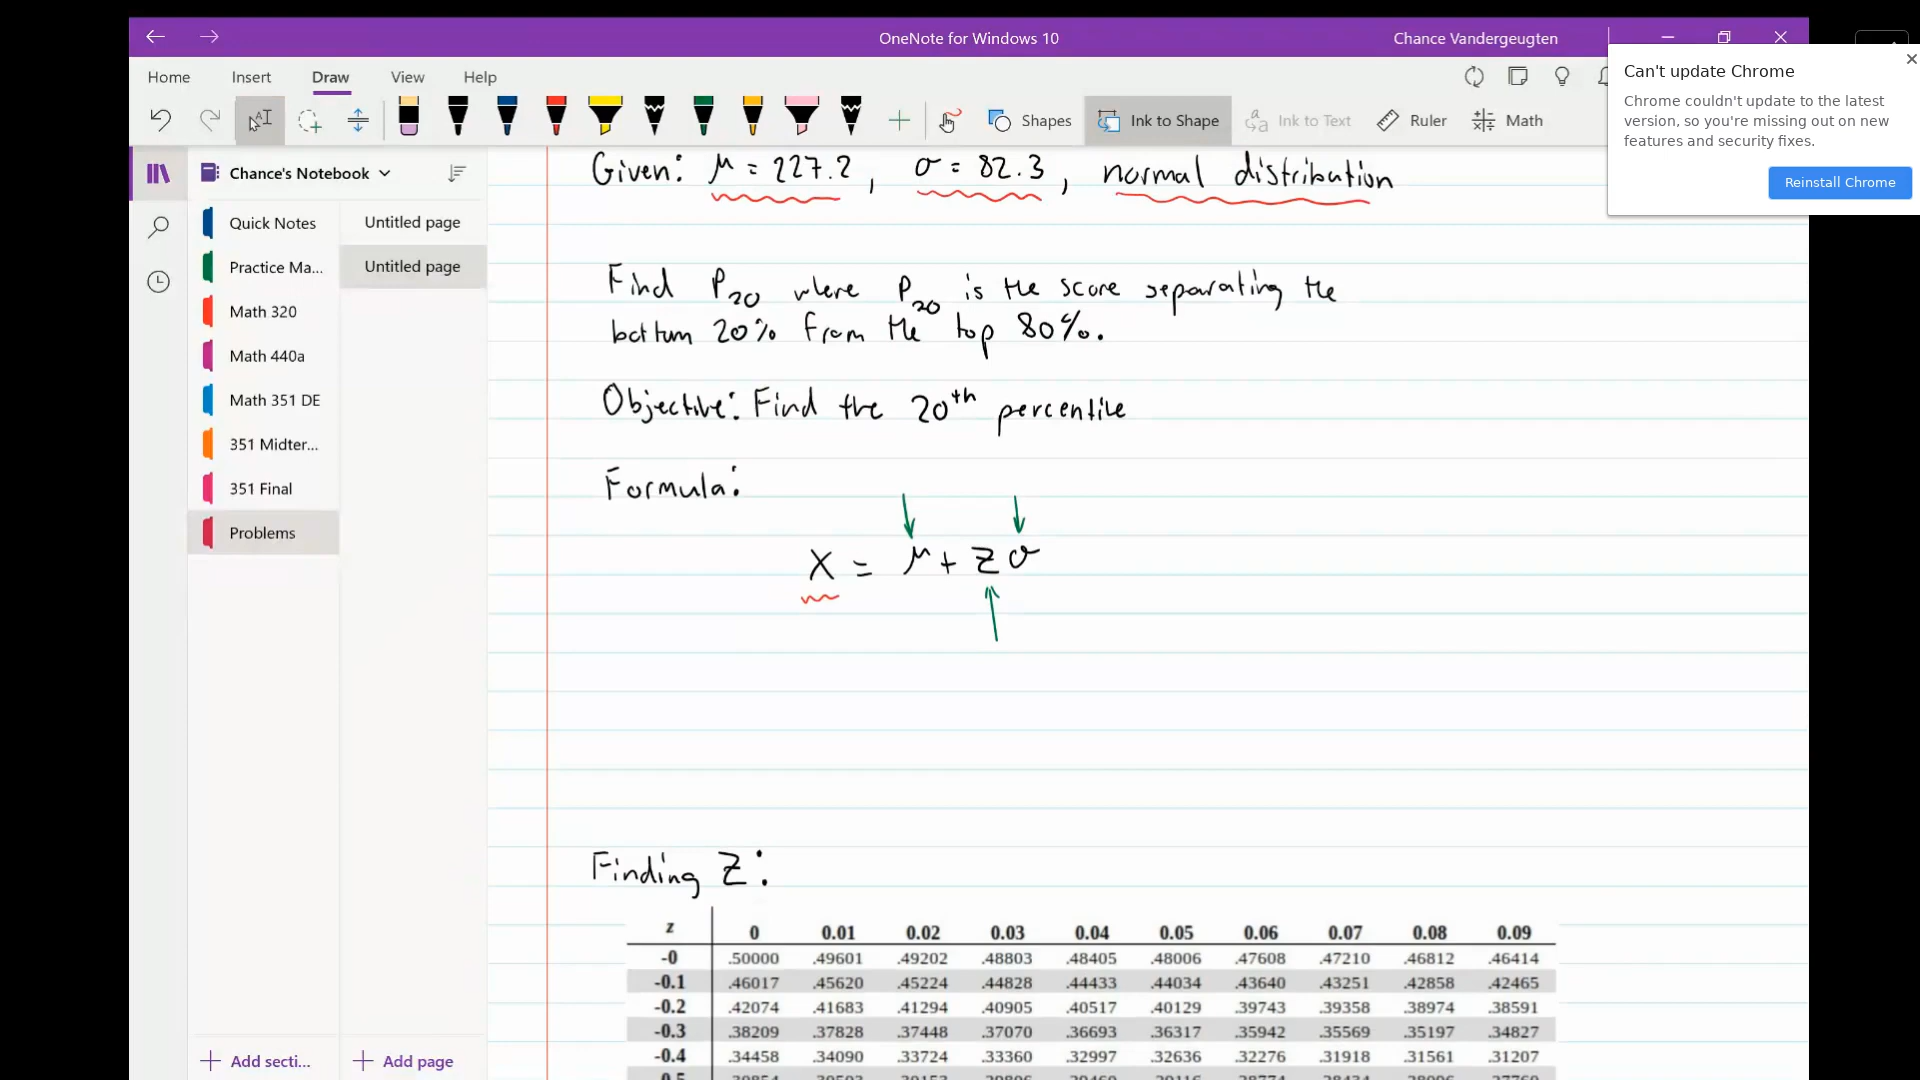 OneNote for Windows 10
Chance Vandergeugten
Home Insert Draw View Help
Shapes Ink to Shape Ink to Text Ruler Math
Can't update Chrome
Chrome couldn't update to the latest
version, so you're missing out on new
features and security fixes.
Reinstall Chrome
Chance's Notebook
Quick Notes
Practice Ma...
Math 320
Math 440a
Math 351 DE
351 Midter...
351 Final
Problems
Add secti...
Untitled page
Untitled page
Add page
Given: μ = 227.2, σ = 82.3, normal distribution
Find P20 where P20 is the score separating the
bottom 20% from the top 80%.
Objective: Find the 20th percentile
Formula:
X = μ + Zσ
Finding Z:
z 0 0.01 0.02 0.03 0.04 0.05 0.06 0.07 0.08 0.09
-0 .50000 .49601 .49202 .48803 .48405 .48006 .47608 .47210 .46812 .46414
-0.1 .46017 .45620 .45224 .44828 .44433 .44034 .43640 .43251 .42858 .42465
-0.2 .42074 .41683 .41294 .40905 .40517 .40129 .39743 .39358 .38974 .38591
-0.3 .38209 .37828 .37448 .37070 .36693 .36317 .35942 .35569 .35197 .34827
-0.4 .34458 .34090 .33724 .33360 .32997 .32636 .32276 .31918 .31561 .31207